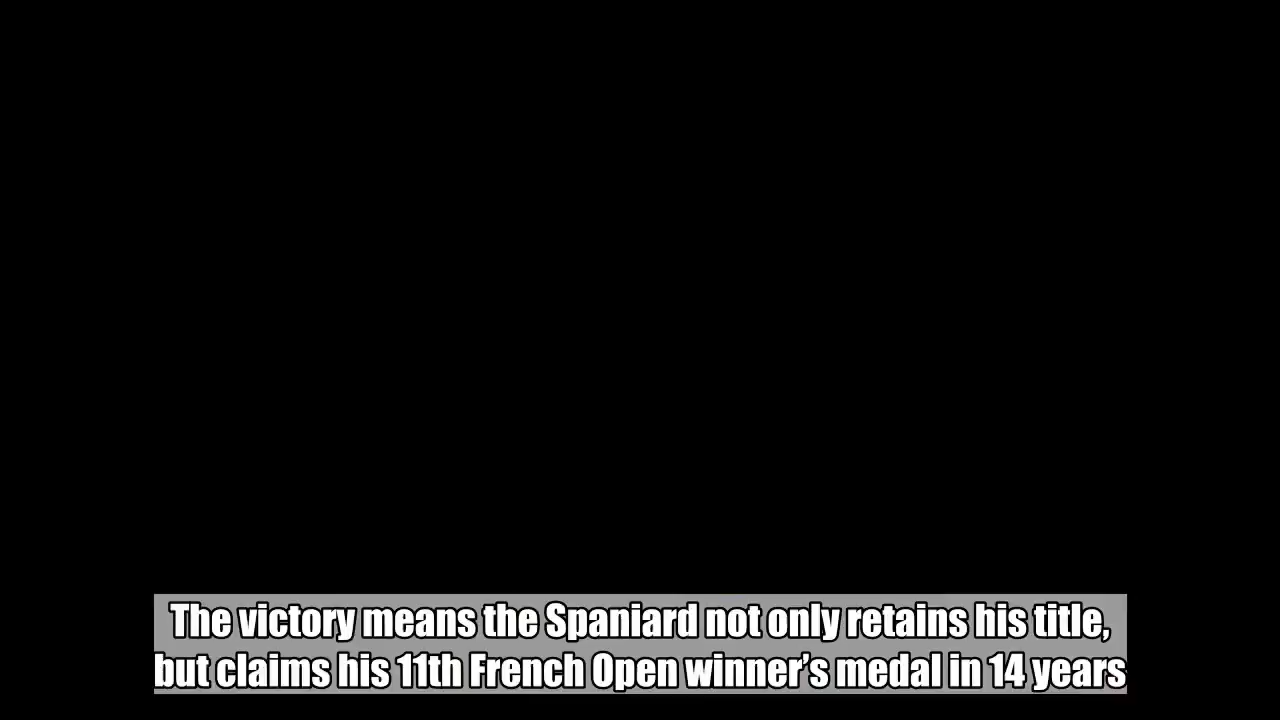 The victory means the Spaniard not only retains his title,
but claims his 11th French Open winner’s medal in 14 years